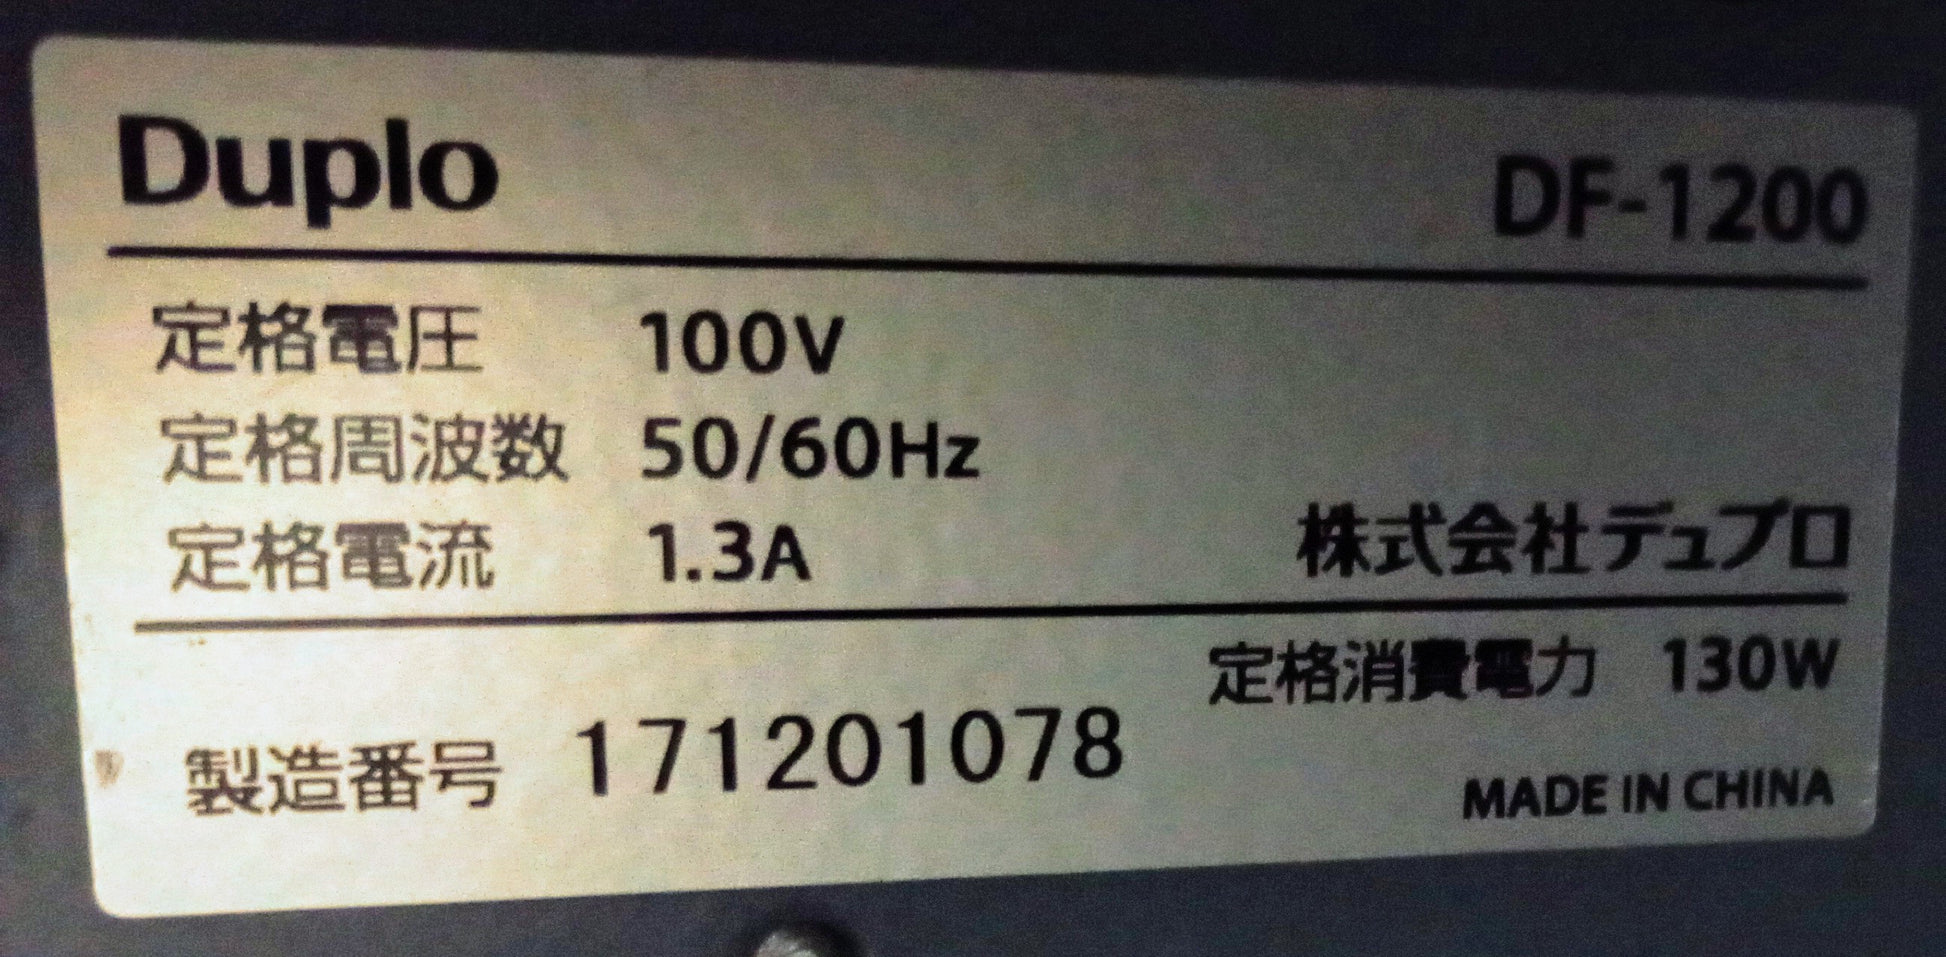 Duplo DF-1200
定格電圧 100V
定格周波数 50/60Hz
定格電流 1.3A
株式会社デュプロ
定格消費電力 130W
製造番号 171201078
MADE IN CHINA